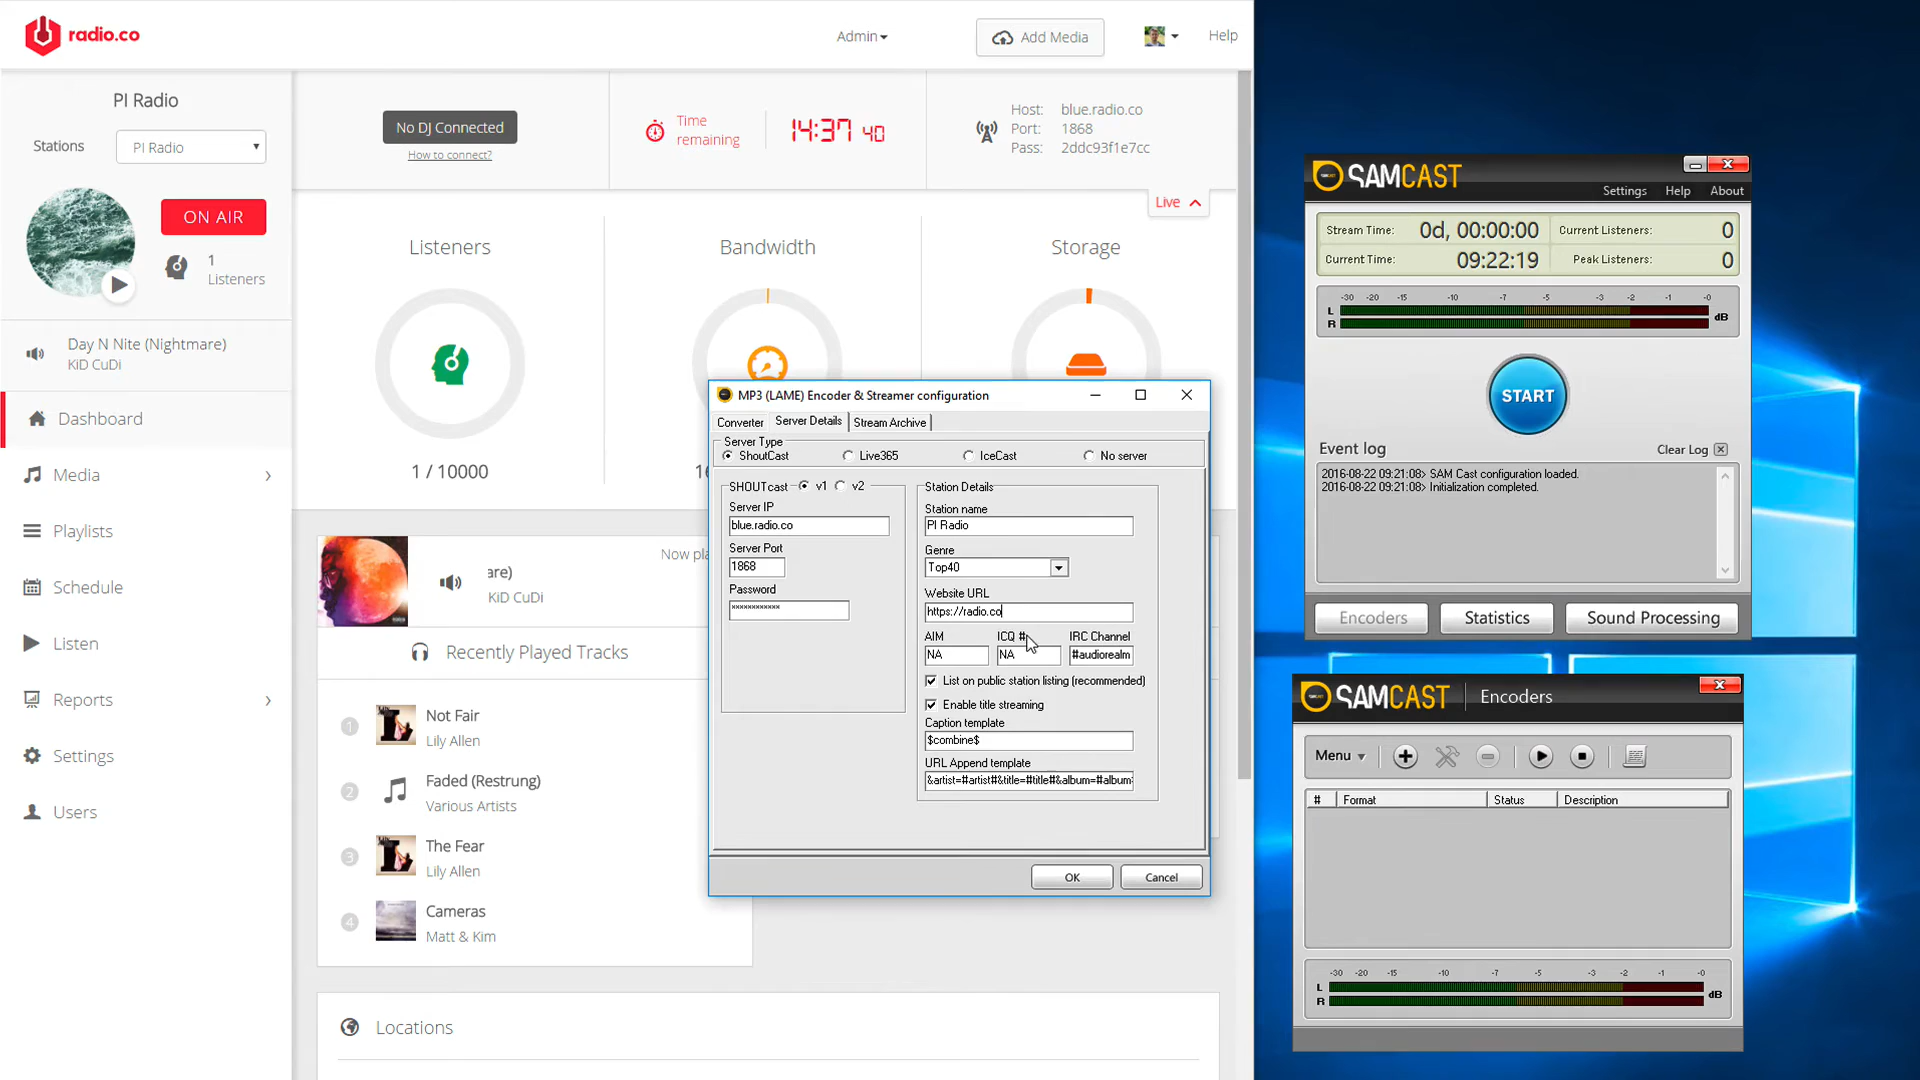 radio.co
Admin
Add Media
Help
PI Radio
Stations
PI Radio
ON AIR
1
Listeners
Day N Nite (Nightmare)
KiD CuDi
Dashboard
Media
Playlists
Schedule
Listen
Reports
Settings
Users
No DJ Connected
How to connect?
Time
remaining
14:37 40
Host: blue.radio.co
Port: 1868
Pass: 2ddc93f1e7cc
Live
Listeners
Bandwidth
Storage
1 / 10000
Now pla
are)
KiD CuDi
Recently Played Tracks
1
Not Fair
Lily Allen
2
Faded (Restrung)
Various Artists
3
The Fear
Lily Allen
4
Cameras
Matt & Kim
Locations
MP3 (LAME) Encoder & Streamer configuration
Converter
Server Details
Stream Archive
Server Type
ShoutCast
Live365
IceCast
No server
SHOUTcast v1 v2
Server IP
blue.radio.co
Server Port
1868
Password
************
Station Details
Station name
PI Radio
Genre
Top40
Website URL
https://radio.co
AIM
ICQ #
IRC Channel
NA
NA
#audiorealm
List on public station listing (recommended)
Enable title streaming
Caption template
$combine$
URL Append template
&artist=#artist#&title=#title#&album=#album
OK
Cancel
SAMCAST
Settings
Help
About
Stream Time: 0d, 00:00:00
Current Listeners: 0
Current Time: 09:22:19
Peak Listeners: 0
-30 -20 -15 -10 -7 -5 -3 -2 -1 -0
L
R
dB
START
Event log
Clear Log
2016-08-22 09:21:08> SAM Cast configuration loaded.
2016-08-22 09:21:08> Initialization completed.
Encoders
Statistics
Sound Processing
SAMCAST
Encoders
Menu
# Format Status Description
-30 -20 -15 -10 -7 -5 -3 -2 -1 -0
L
R
dB